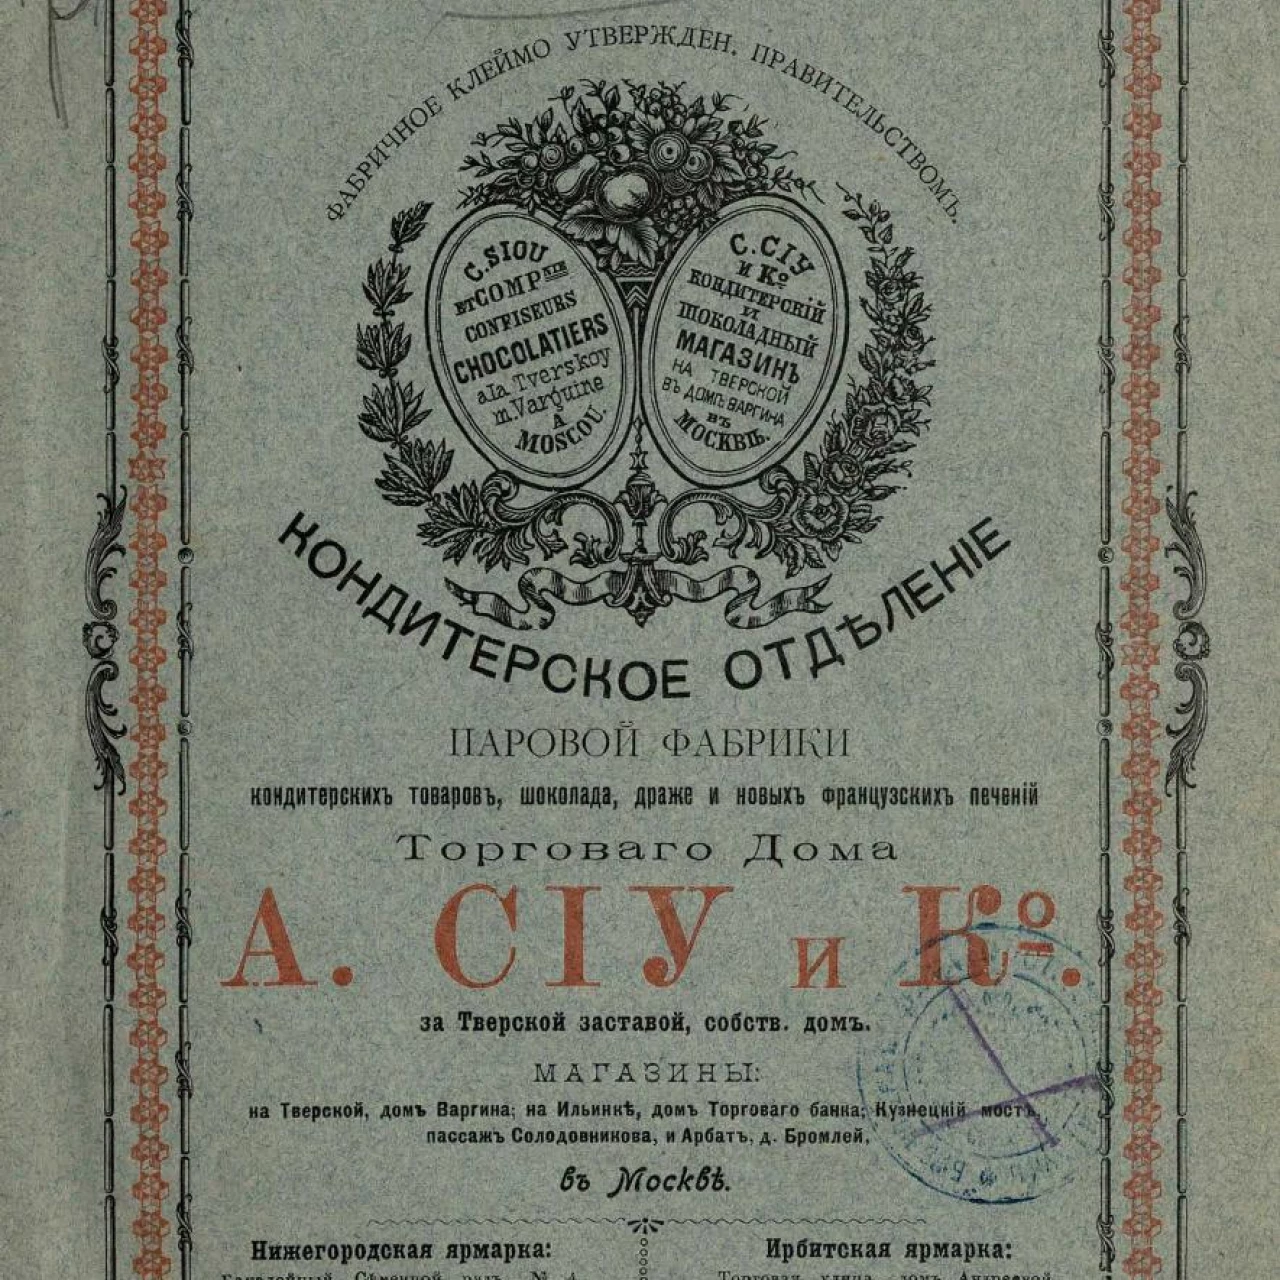 ФАБРИЧНОЕ КЛЕЙМО УТВЕРЖДЕН. ПРАВИТЕЛЬСТВОМЪ.
C. SIOU
ET COMPNIE
CONFISEURS
CHOCOLATIERS
a la Tverskoy
m. Varguine
A
MOSCOU.
С. СІУ
И Ко
КОНДИТЕРСКІЙ
И
ШОКОЛАДНЫЙ
МАГАЗИНЪ
НА ТВЕРСКОЙ
ВЪ ДОМѢ ВАРГИНА
ВЪ
МОСКВѢ.
КОНДИТЕРСКОЕ ОТДѢЛЕНІЕ
ПАРОВОЙ ФАБРИКИ
кондитерскихъ товаровъ, шоколада, драже и новыхъ французскихъ печеній
Торговаго Дома
А. СІУ и Ко.
за Тверской заставой, собств. домъ.
МАГАЗИНЫ:
на Тверской, домъ Варгина; на Ильинкѣ, домъ Торговаго банка; Кузнецкій мостъ,
пассажъ Солодовникова, и Арбатъ, д. Бромлей,
въ Москвѣ.
Нижегородская ярмарка:
Ирбитская ярмарка: